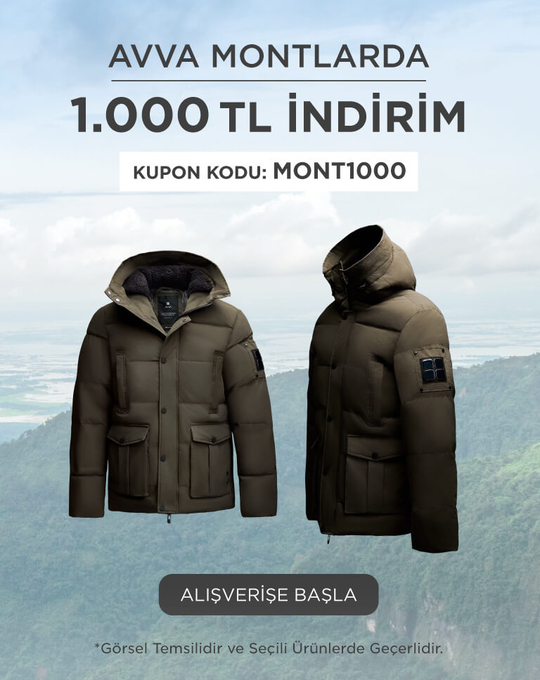 AVVA MONTLARDA
1.000 TL İNDİRİM
KUPON KODU: MONT1000
ALIŞVERİŞE BAŞLA
*Görsel Temsilidir ve Seçili Ürünlerde Geçerlidir.